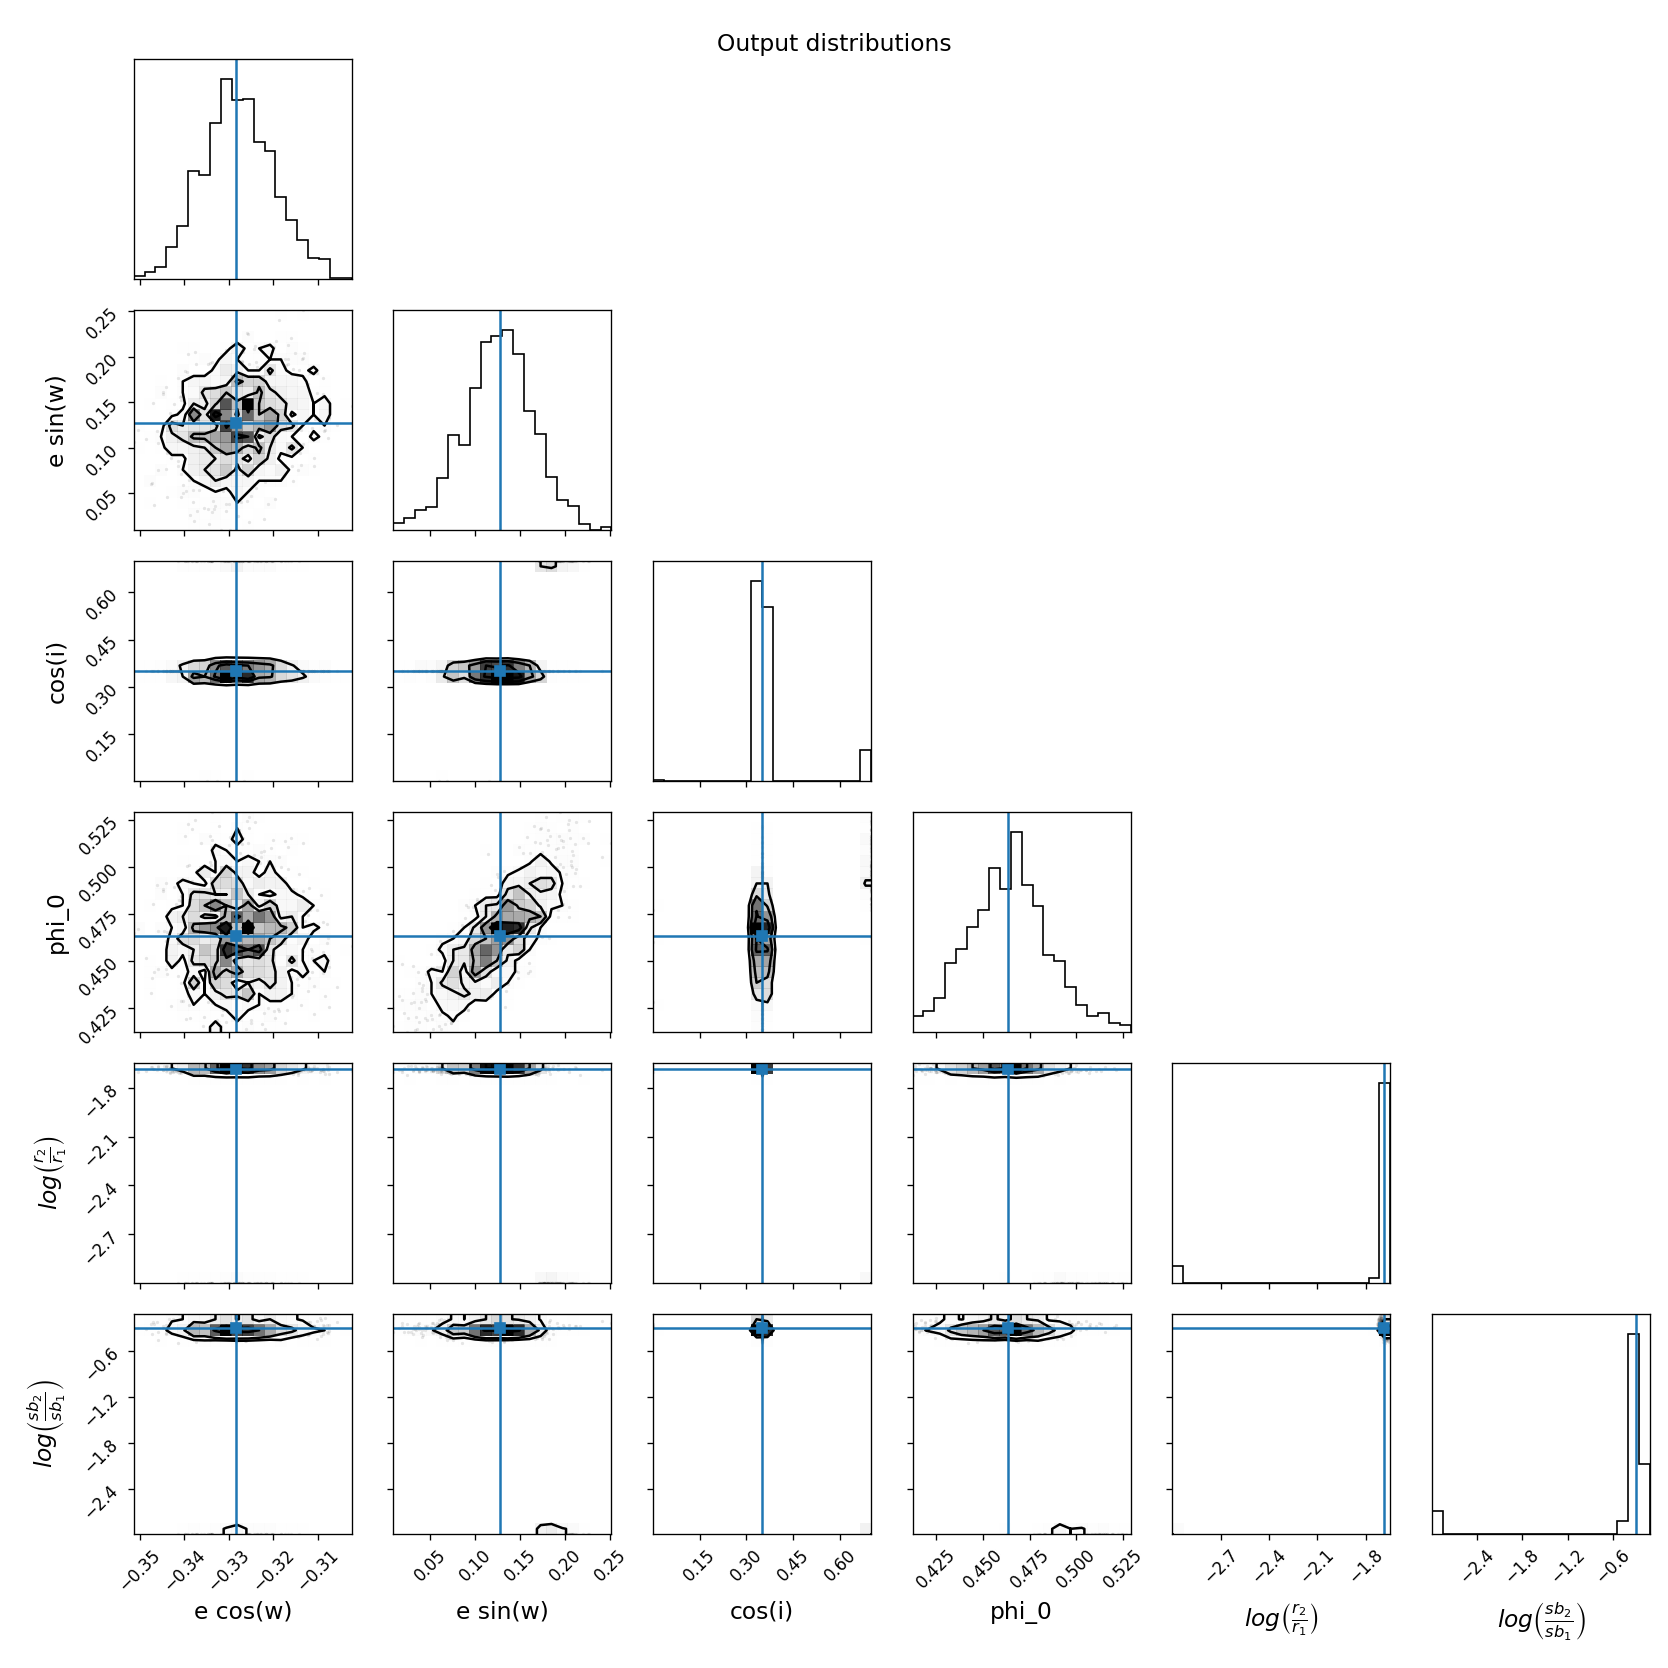 Output distributions
e sin(w)
0.25
0.20
0.15
0.10
0.05
cos(i)
0.60
0.45
0.30
0.15
phi_0
0.525
0.500
0.475
0.450
0.425
log(r₂/r₁)
−1.8
−2.1
−2.4
−2.7
log(sb₂/sb₁)
−0.6
−1.2
−1.8
−2.4
−0.35 −0.34 −0.33 −0.32 −0.31
e cos(w)
0.05 0.10 0.15 0.20 0.25
e sin(w)
0.15 0.30 0.45 0.60
cos(i)
0.425 0.450 0.475 0.500 0.525
phi_0
−2.7 −2.4 −2.1 −1.8
log(r₂/r₁)
−2.4 −1.8 −1.2 −0.6
log(sb₂/sb₁)